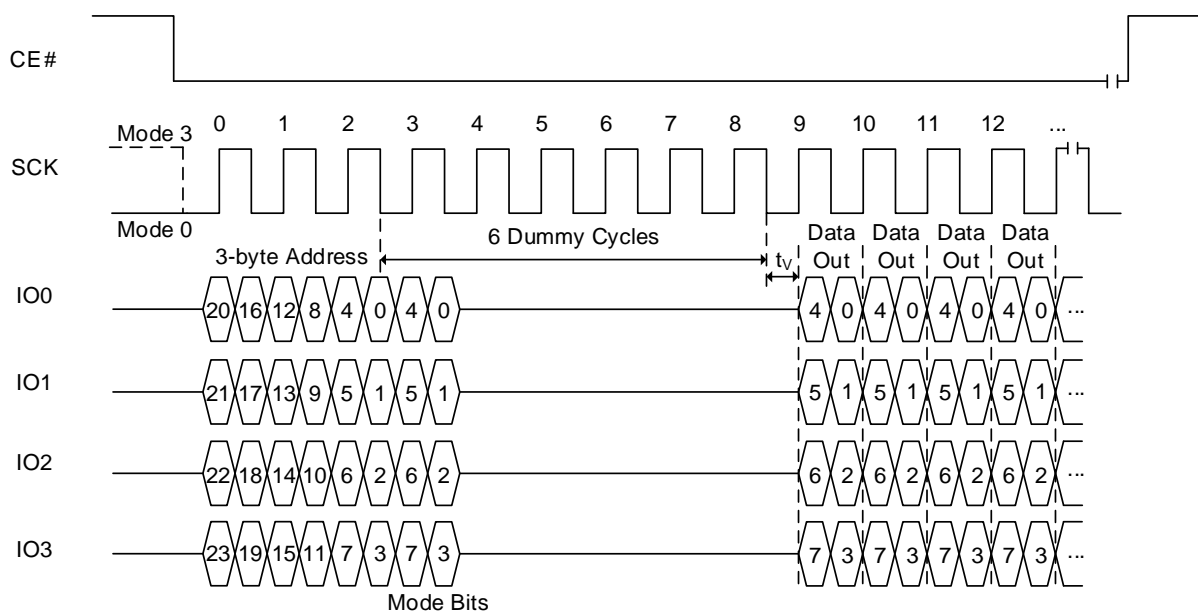 CE#
Mode 3
0 1 2 3 4 5 6 7 8 9 10 11 12 ...
SCK
Mode 0
6 Dummy Cycles
3-byte Address
tV
Data Out
Data Out
Data Out
Data Out
IO0
20 16 12 8 4 0 4 0 4 0 4 0 4 0 4 0 ...
IO1
21 17 13 9 5 1 5 1 5 1 5 1 5 1 5 1 ...
IO2
22 18 14 10 6 2 6 2 6 2 6 2 6 2 6 2 ...
IO3
23 19 15 11 7 3 7 3 7 3 7 3 7 3 7 3 ...
Mode Bits